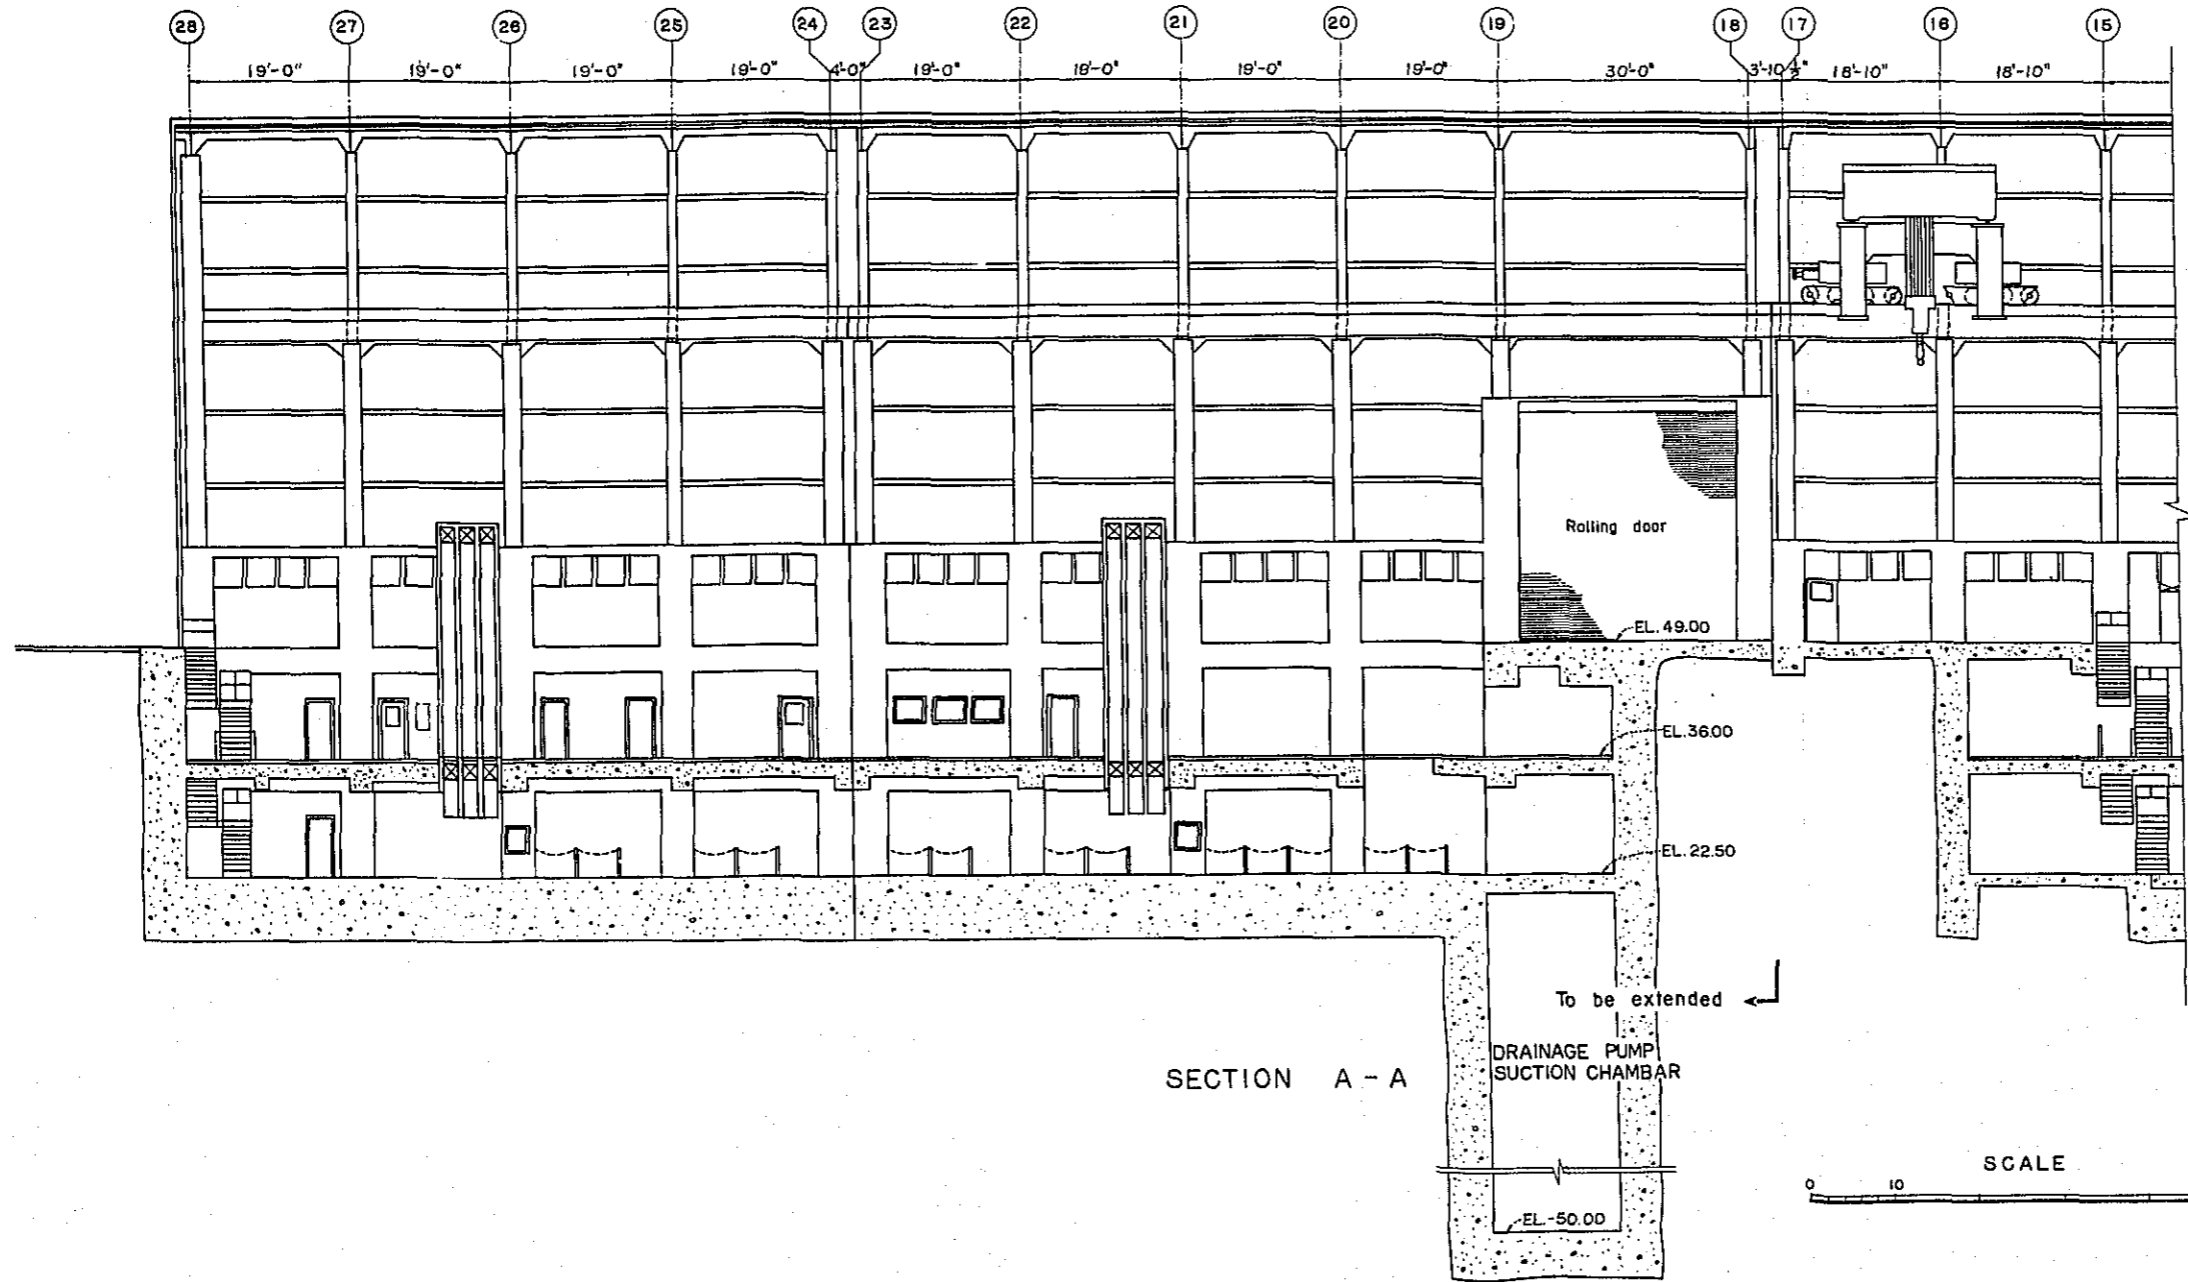 28 27 26 25 24 23 22 21 20 19 18 17 16 15
19'-0" 19'-0" 19'-0" 19'-0" 4'-0" 19'-0" 19'-0" 19'-0" 19'-0" 30'-0" 3'-10 1/2" 18'-10" 18'-10"
Rolling door
EL. 49.00
EL. 36.00
EL. 22.50
To be extended
DRAINAGE PUMP
SUCTION CHAMBAR
SECTION A - A
SCALE
0 10
EL. -50.00